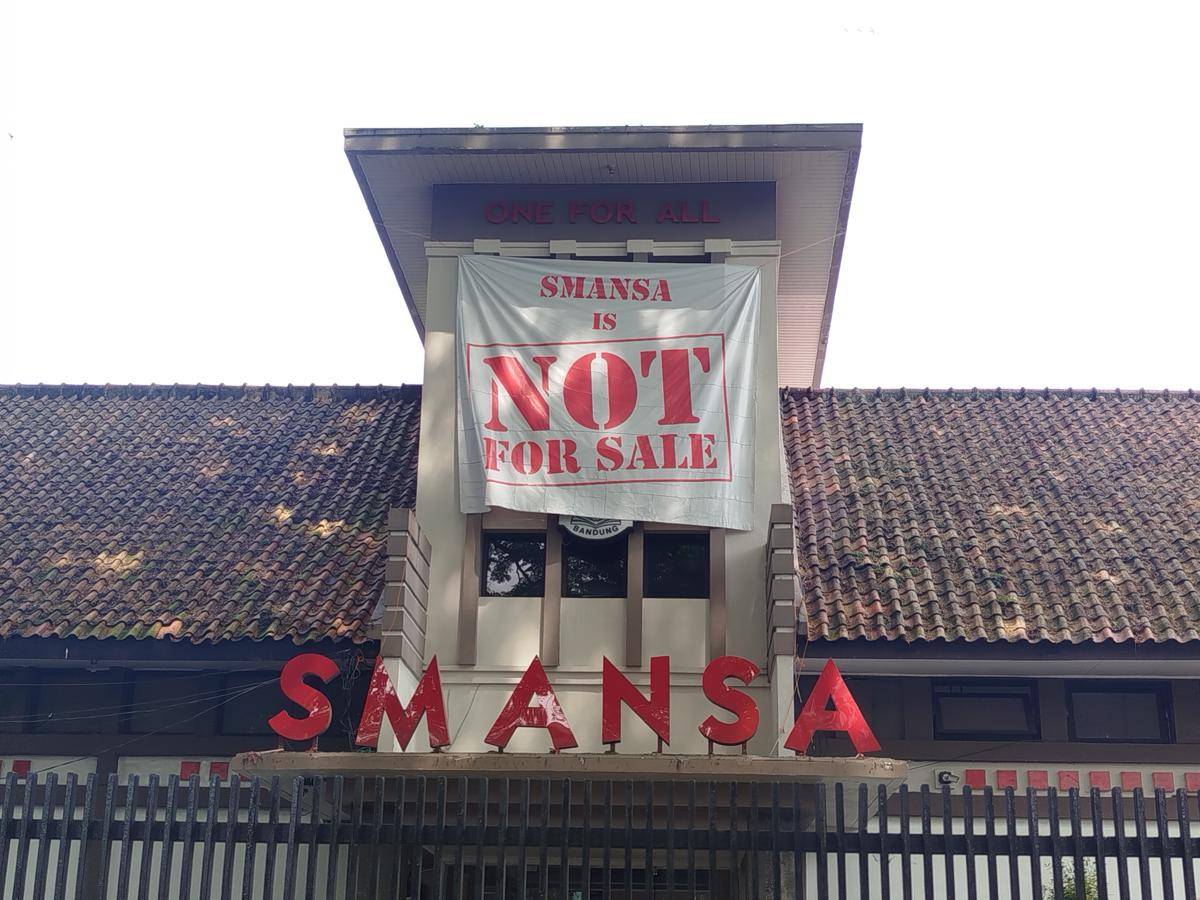 ONE FOR ALL
SMANSA
IS
NOT
FOR SALE
BANDUNG
SMANSA